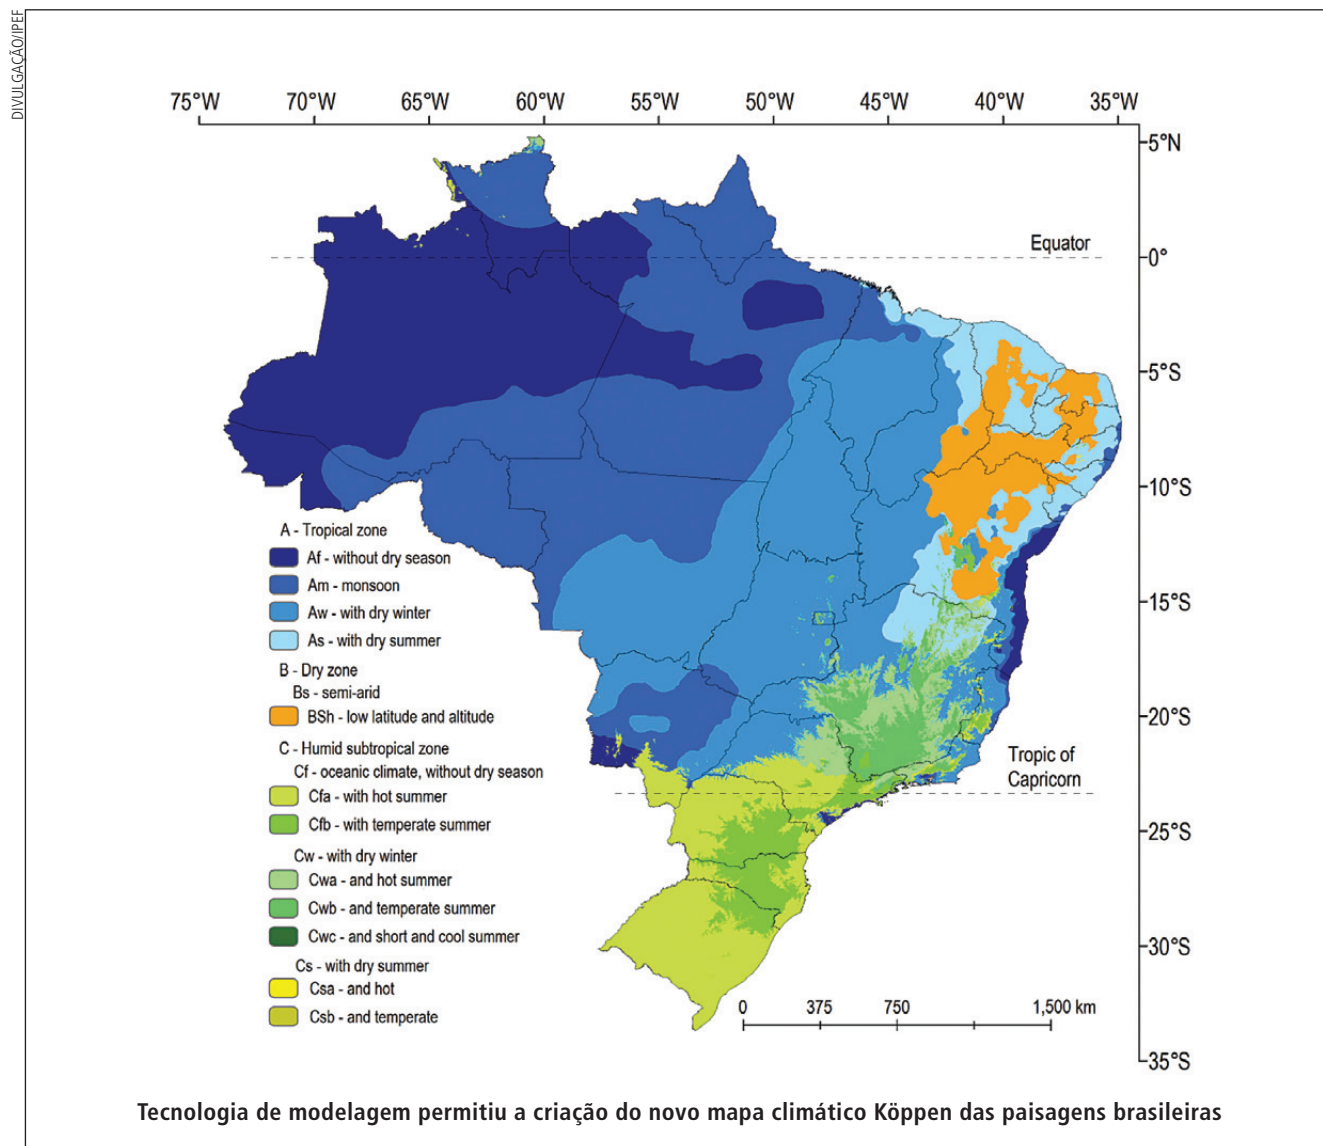 DIVULGAÇÃO/IPEF
75°W 70°W 65°W 60°W 55°W 50°W 45°W 40°W 35°W
5°N
Equator
0°
5°S
10°S
15°S
20°S
Tropic of
Capricorn
25°S
30°S
35°S
A - Tropical zone
Af - without dry season
Am - monsoon
Aw - with dry winter
As - with dry summer
B - Dry zone
Bs - semi-arid
BSh - low latitude and altitude
C - Humid subtropical zone
Cf - oceanic climate, without dry season
Cfa - with hot summer
Cfb - with temperate summer
Cw - with dry winter
Cwa - and hot summer
Cwb - and temperate summer
Cwc - and short and cool summer
Cs - with dry summer
Csa - and hot
Csb - and temperate
0 375 750 1,500 km
Tecnologia de modelagem permitiu a criação do novo mapa climático Köppen das paisagens brasileiras